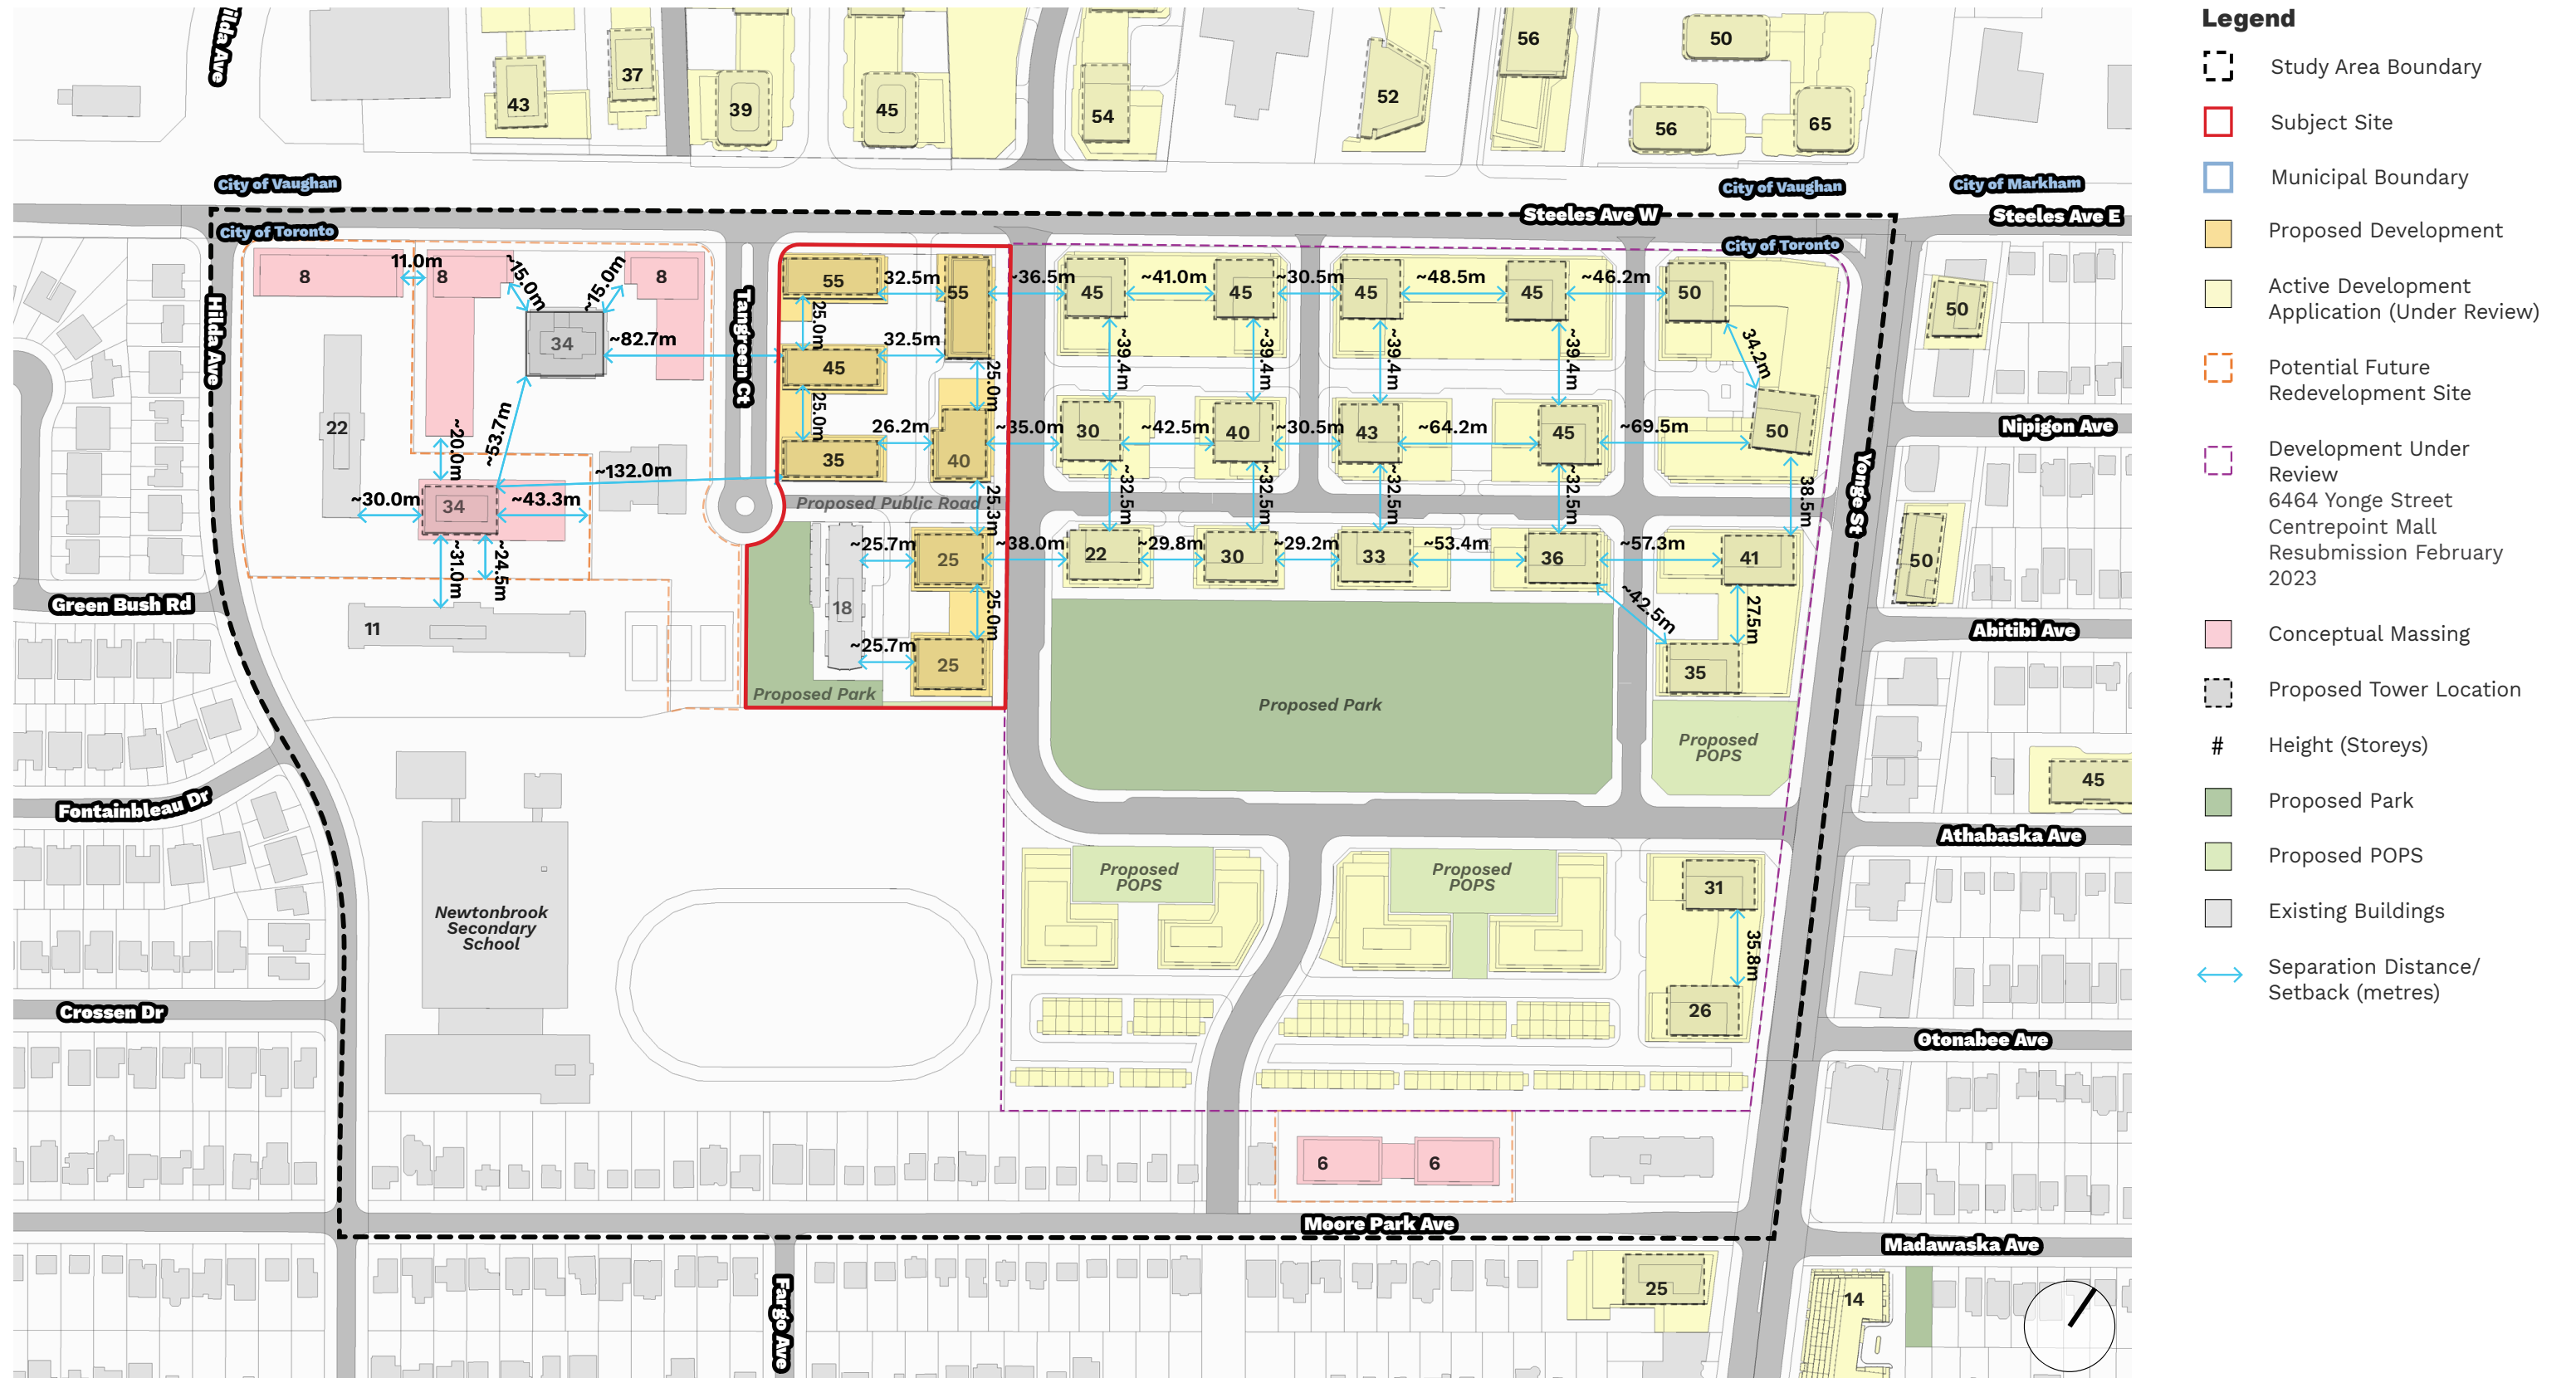 ilda Ave
43
37
39
45
54
52
56
50
56
65
City of Vaughan
City of Vaughan
City of Markham
Steeles Ave W
Steeles Ave E
City of Toronto
City of Toronto
Hilda Ave
Tangreen Ct
Yonge St
8
11.0m
8
~15.0m
~15.0m
8
34
~82.7m
22
~20.0m
~53.7m
~132.0m
~30.0m
34
~43.3m
~31.0m
~24.5m
11
55
32.5m
55
~36.5m
45
~41.0m
45
~30.5m
45
~48.5m
45
~46.2m
50
25.0m
32.5m
45
25.0m
25.0m
~39.4m
~39.4m
~39.4m
~39.4m
34.2m
35
26.2m
40
~35.0m
30
~42.5m
40
~30.5m
43
~64.2m
45
~69.5m
50
Proposed Public Road
25.3m
~32.5m
~32.5m
~32.5m
~32.5m
38.5m
~25.7m
25
~38.0m
22
~29.8m
30
~29.2m
33
~53.4m
36
~57.3m
41
18
25.0m
~42.5m
27.5m
~25.7m
25
35
Proposed Park
Proposed Park
Proposed
POPS
50
Nipigon Ave
50
Abitibi Ave
45
Athabaska Ave
Green Bush Rd
Fontainbleau Dr
Newtonbrook
Secondary
School
Proposed
POPS
Proposed
POPS
31
35.8m
26
Crossen Dr
Otonabee Ave
6
6
Moore Park Ave
Madawaska Ave
Fargo Ave
25
14
Legend
Study Area Boundary
Subject Site
Municipal Boundary
Proposed Development
Active Development
Application (Under Review)
Potential Future
Redevelopment Site
Development Under
Review
6464 Yonge Street
Centrepoint Mall
Resubmission February
2023
Conceptual Massing
Proposed Tower Location
# Height (Storeys)
Proposed Park
Proposed POPS
Existing Buildings
Separation Distance/
Setback (metres)